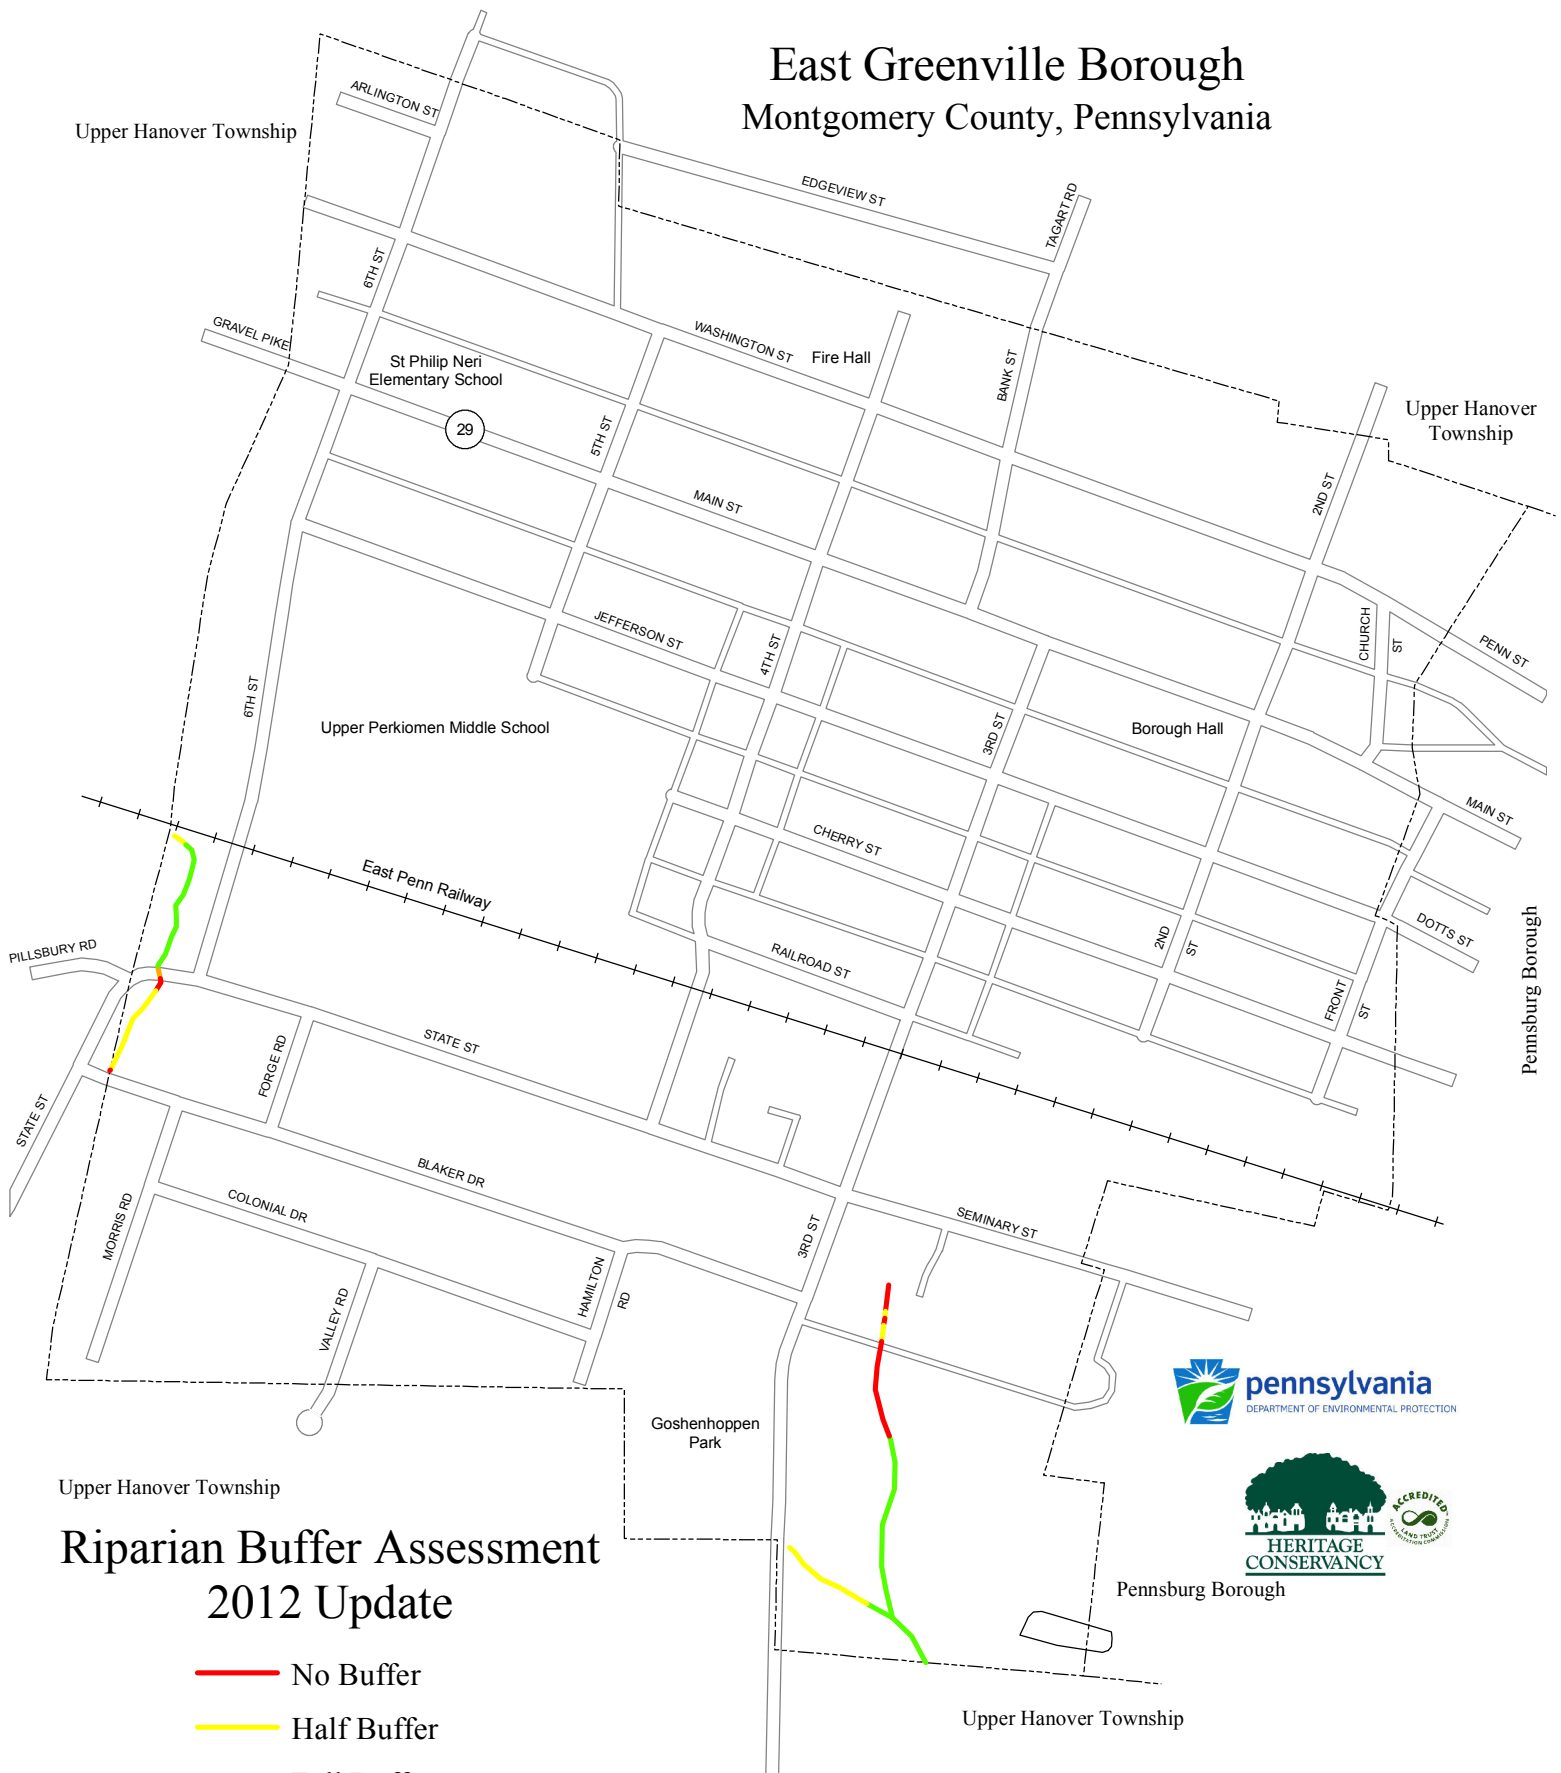 East Greenville Borough
Montgomery County, Pennsylvania
Upper Hanover Township
ARLINGTON ST
EDGEVIEW ST
TAGART RD
6TH ST
GRAVEL PIKE
St Philip Neri
Elementary School
29
WASHINGTON ST
Fire Hall
BANK ST
Upper Hanover
Township
5TH ST
MAIN ST
2ND ST
JEFFERSON ST
4TH ST
CHURCH
ST
PENN ST
6TH ST
Upper Perkiomen Middle School
3RD ST
Borough Hall
MAIN ST
CHERRY ST
East Penn Railway
PILLSBURY RD
RAILROAD ST
2ND
ST
DOTTS ST
FRONT
ST
Pennsburg Borough
STATE ST
FORGE RD
STATE ST
BLAKER DR
COLONIAL DR
MORRIS RD
VALLEY RD
HAMILTON
RD
3RD ST
SEMINARY ST
Goshenhoppen
Park
pennsylvania
DEPARTMENT OF ENVIRONMENTAL PROTECTION
HERITAGE
CONSERVANCY
ACCREDITED
LAND TRUST
ACCREDITATION COMMISSION
Upper Hanover Township
Pennsburg Borough
Riparian Buffer Assessment
2012 Update
No Buffer
Half Buffer
Upper Hanover Township